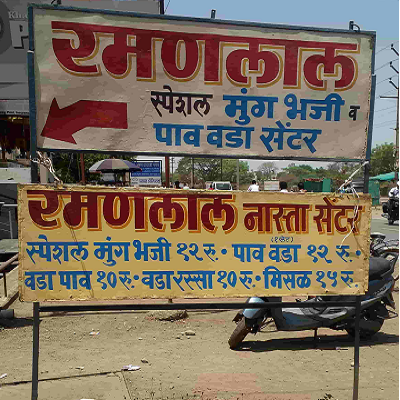 रमणलाल
स्पेशल मुंग भजी व
पाव वडा सेंटर
रमणलाल नास्ता सेंटर
स्पेशल मुंग भजी १२ रु. • पाव वडा १२ रु. •
वडा पाव १० रु. • वडा रस्सा १० रु. • मिसळ १५ रु. •